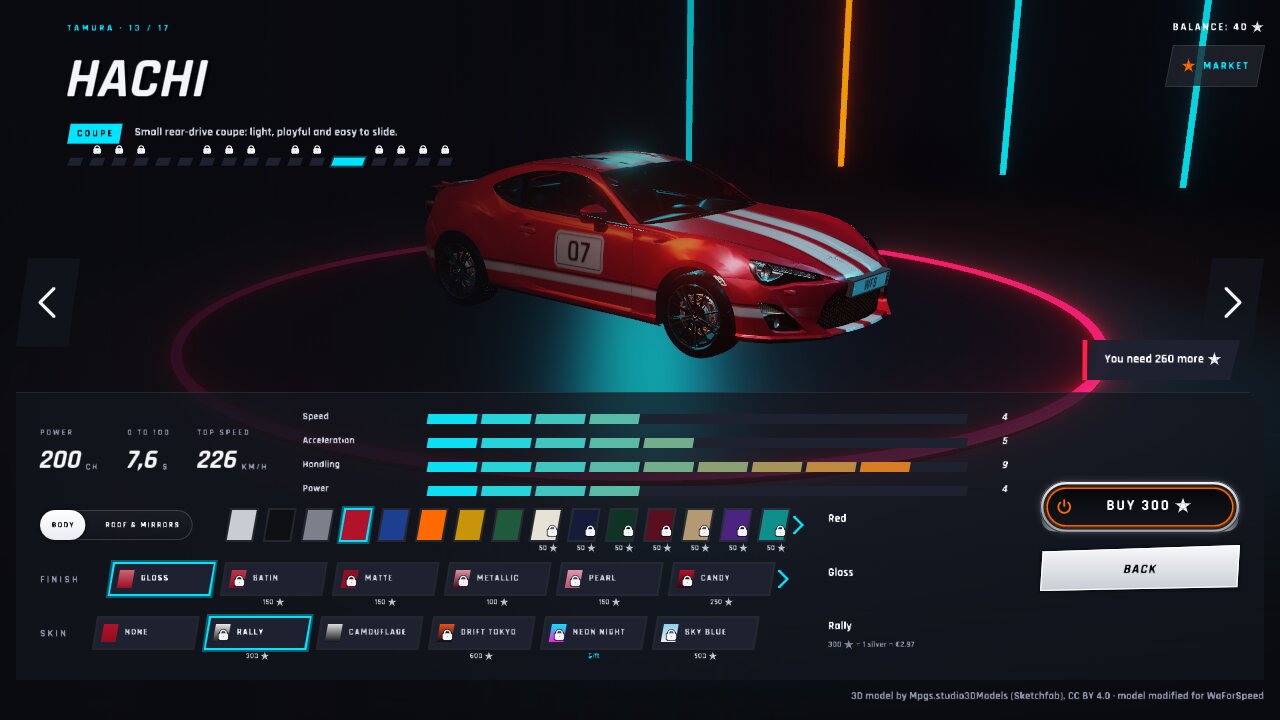 TAMURA · 13 / 17
BALANCE: 40 ★
★ MARKET
HACHI
COUPE
Small rear-drive coupe: light, playful and easy to slide.
07
WFS
You need 260 more ★
POWER
200 CH
0 TO 100
7,6 S
TOP SPEED
226 KM/H
Speed 4
Acceleration 5
Handling 9
Power 4
BODY
ROOF & MIRRORS
50 ★ 50 ★ 50 ★ 50 ★ 50 ★ 50 ★ 50 ★
Red
FINISH
GLOSS
SATIN
MATTE
METALLIC
PEARL
CANDY
150 ★ 150 ★ 100 ★ 150 ★ 250 ★
Gloss
SKIN
NONE
RALLY
CAMOUFLAGE
DRIFT TOKYO
NEON NIGHT
SKY BLUE
300 ★ 600 ★ Gift 500 ★
Rally
300 ★ = 1 silver = €2.97
BUY 300 ★
BACK
3D model by Mpgs.studio3DModels (Sketchfab), CC BY 4.0 · model modified for WaForSpeed